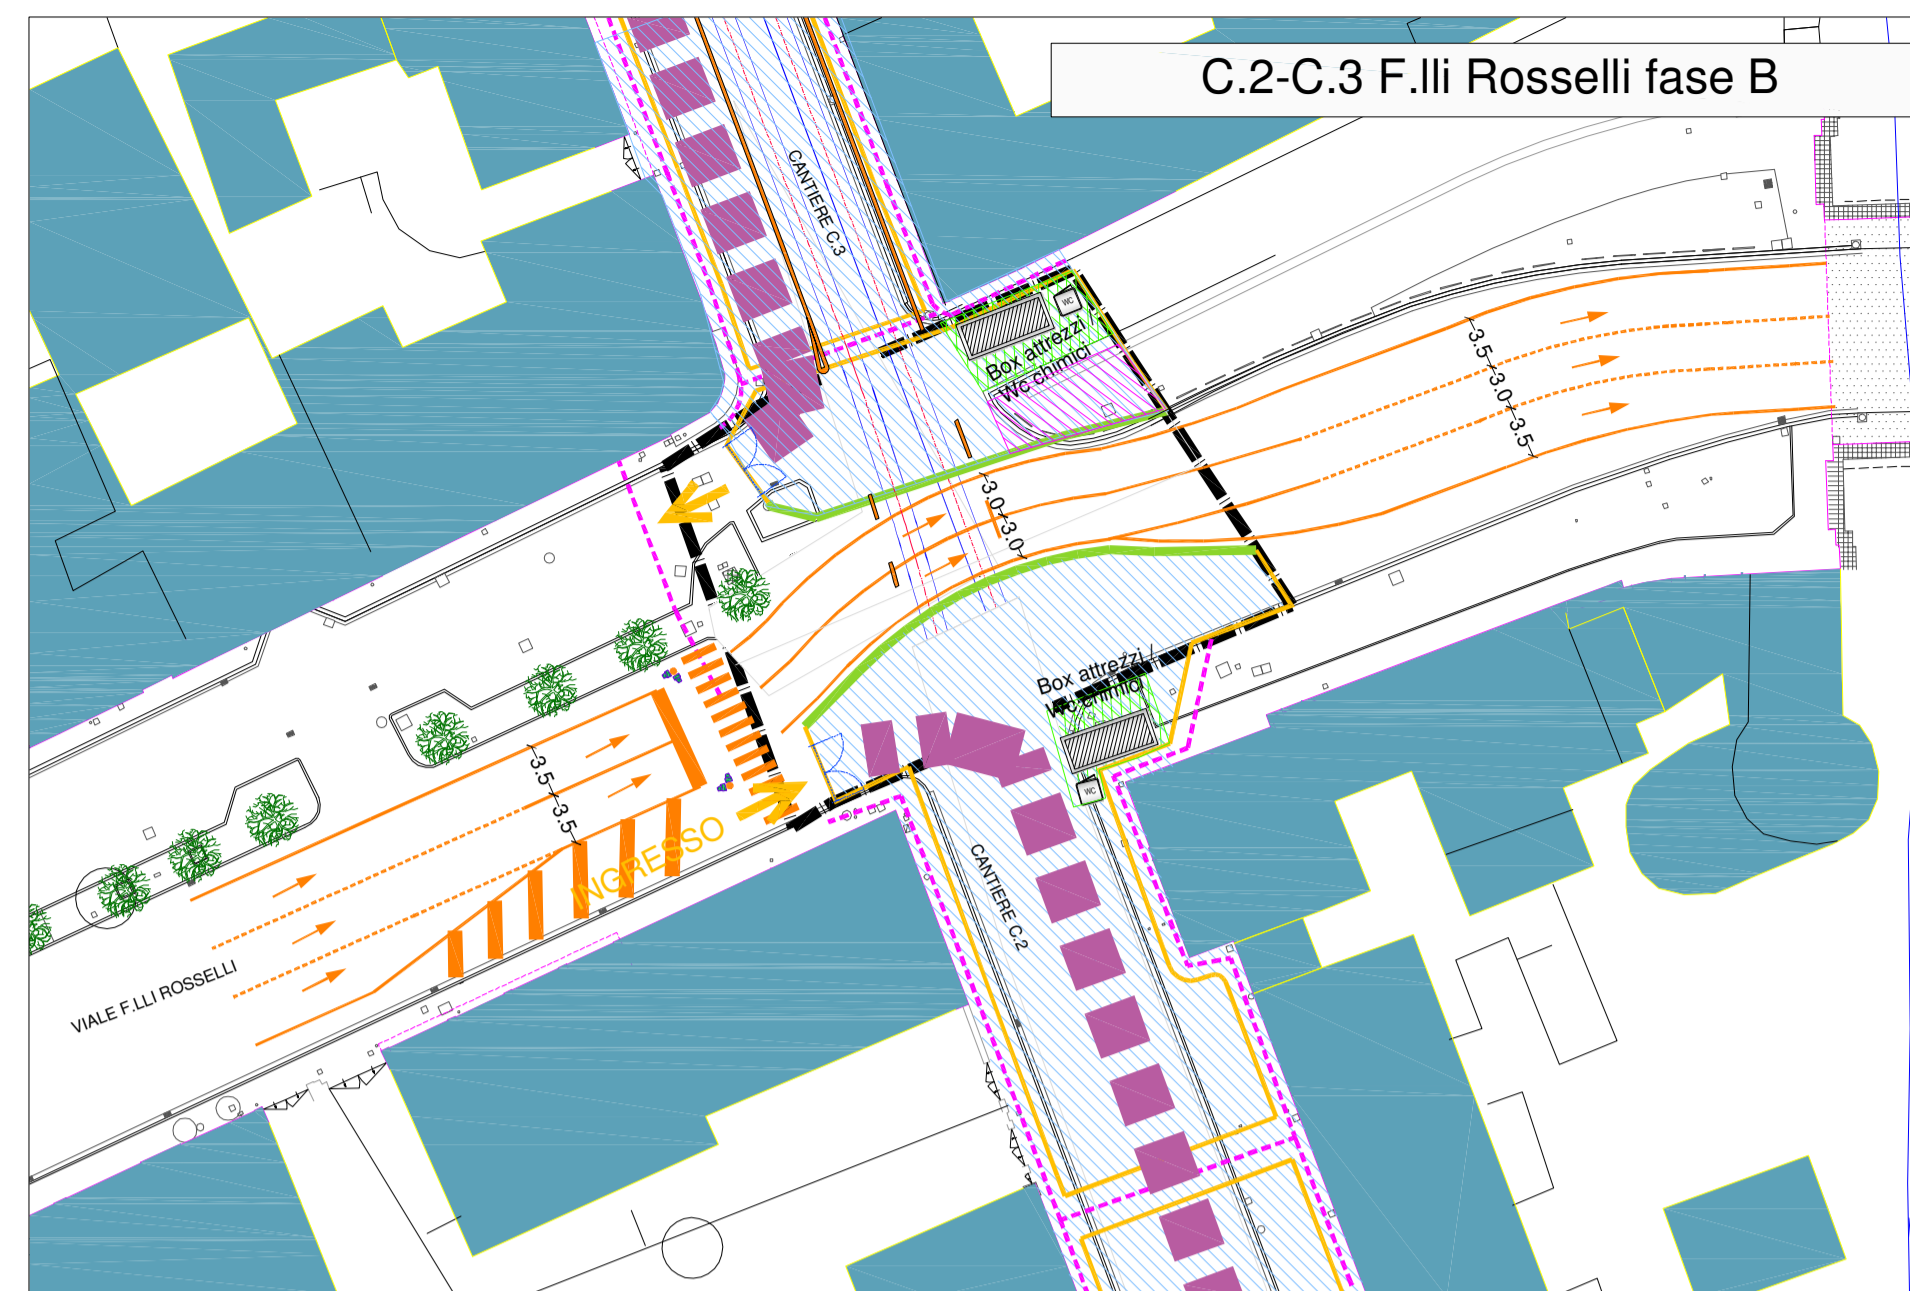 C.2-C.3 F.lli Rosselli fase B
CANTIERE C.3
WC
Box attrezzi
Wc chimici
3.5
3.0
3.5
3.0
3.0
Box attrezzi /
Wc chimici
WC
3.5
3.5
INGRESSO
CANTIERE C.2
VIALE F.LLI ROSSELLI